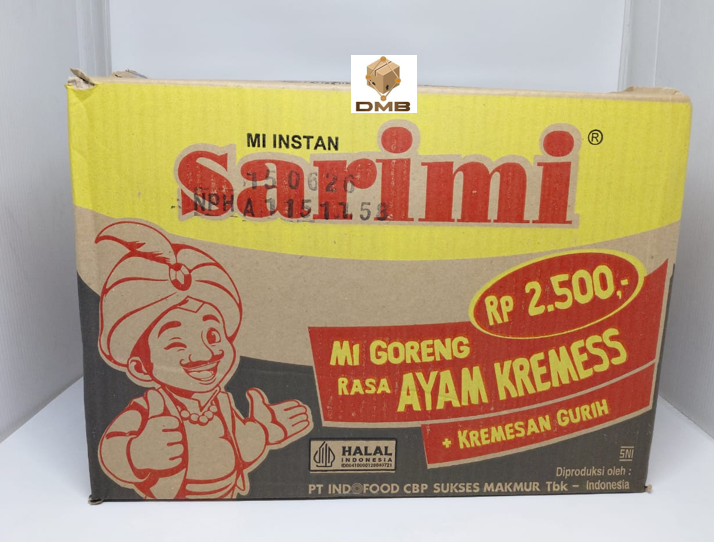 DMB
MI INSTAN
sarimi ®
150626
NPH A 1151153
Rp 2.500,-
Mi GORENG
RASA AYAM KREMESS
+ KREMESAN GURIH
HALAL
INDONESIA
SNI
Diproduksi oleh :
PT INDOFOOD CBP SUKSES MAKMUR Tbk – Indonesia